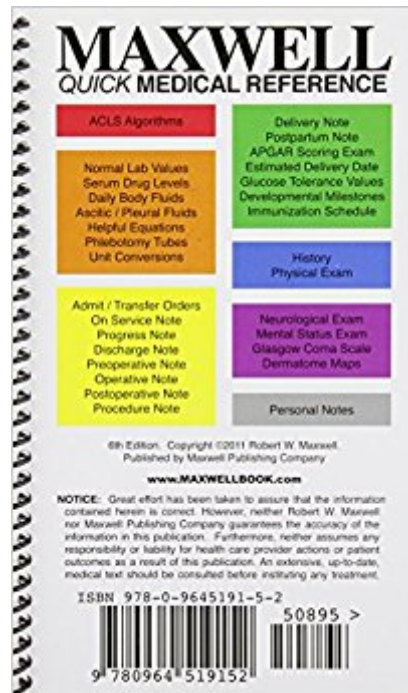 MAXWELL
QUICK MEDICAL REFERENCE
ACLS Algorithms
Normal Lab Values
Serum Drug Levels
Daily Body Fluids
Ascitic / Pleural Fluids
Helpful Equations
Phlebotomy Tubes
Unit Conversions
Admit / Transfer Orders
On Service Note
Progress Note
Discharge Note
Preoperative Note
Operative Note
Postoperative Note
Procedure Note
Delivery Note
Postpartum Note
APGAR Scoring Exam
Estimated Delivery Date
Glucose Tolerance Values
Developmental Milestones
Immunization Schedule
History
Physical Exam
Neurological Exam
Mental Status Exam
Glasgow Coma Scale
Dermatome Maps
Personal Notes
6th Edition. Copyright ©2011 Robert W. Maxwell.
Published by Maxwell Publishing Company
www.MAXWELLBOOK.com
NOTICE: Great effort has been taken to assure that the information
contained herein is correct. However, neither Robert W. Maxwell
nor Maxwell Publishing Company guarantees the accuracy of the
information in this publication. Furthermore, neither assumes any
responsibility or liability for health care provider actions or patient
outcomes as a result of this publication. An extensive, up-to-date,
medical text should be consulted before instituting any treatment.
ISBN 978-0-9645191-5-2
50895 >
9 780964 519152